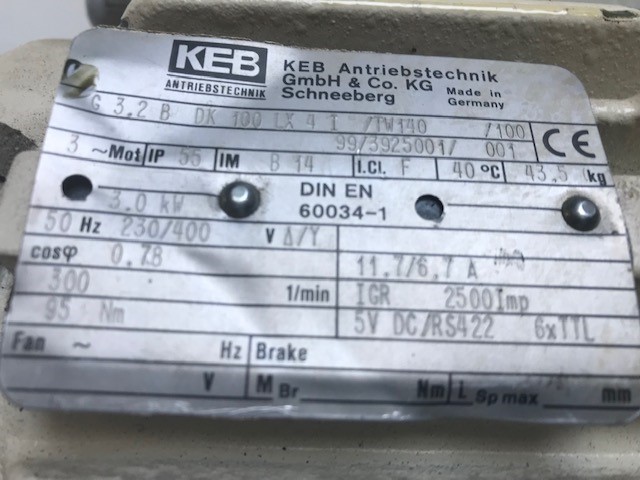 KEB
ANTRIEBSTECHNIK
KEB Antriebstechnik
GmbH & Co. KG
Schneeberg
Made in
Germany
G 3.2 B DK 100 LX 4 I /TW140 /100
99/3925001/ 001
CE
3 ~Mot IP 55 IM B 14 I.Cl. F 40 °C 43.5 kg
3.0 kW
DIN EN
60034-1
50 Hz 230/400 V Δ/Y
cosφ 0.78 11.7/6.7 A
300 1/min IGR 2500Imp
95 Nm 5V DC/RS422 6xTTL
Fan ~ Hz Brake
V M Br Nm L Sp max mm